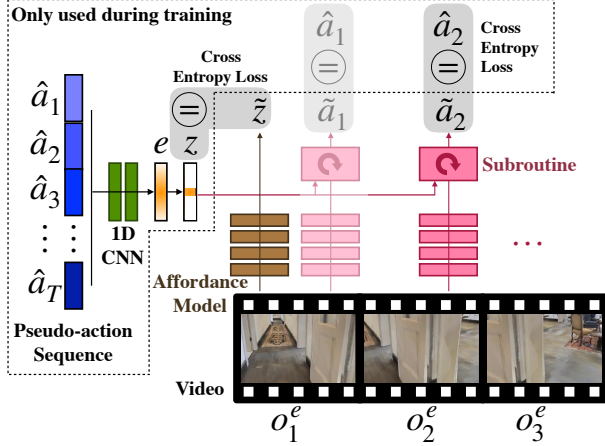 Only used during training
Cross
Entropy Loss
â₁
=
ã₁
â₂
=
ã₂
Cross
Entropy
Loss
â₁
â₂
â₃
⋮ ⋮
â_T
e
=
z
z̃
1D
CNN
Subroutine
...
Affordance
Model
Pseudo-action
Sequence
Video
o₁ᵉ o₂ᵉ o₃ᵉ